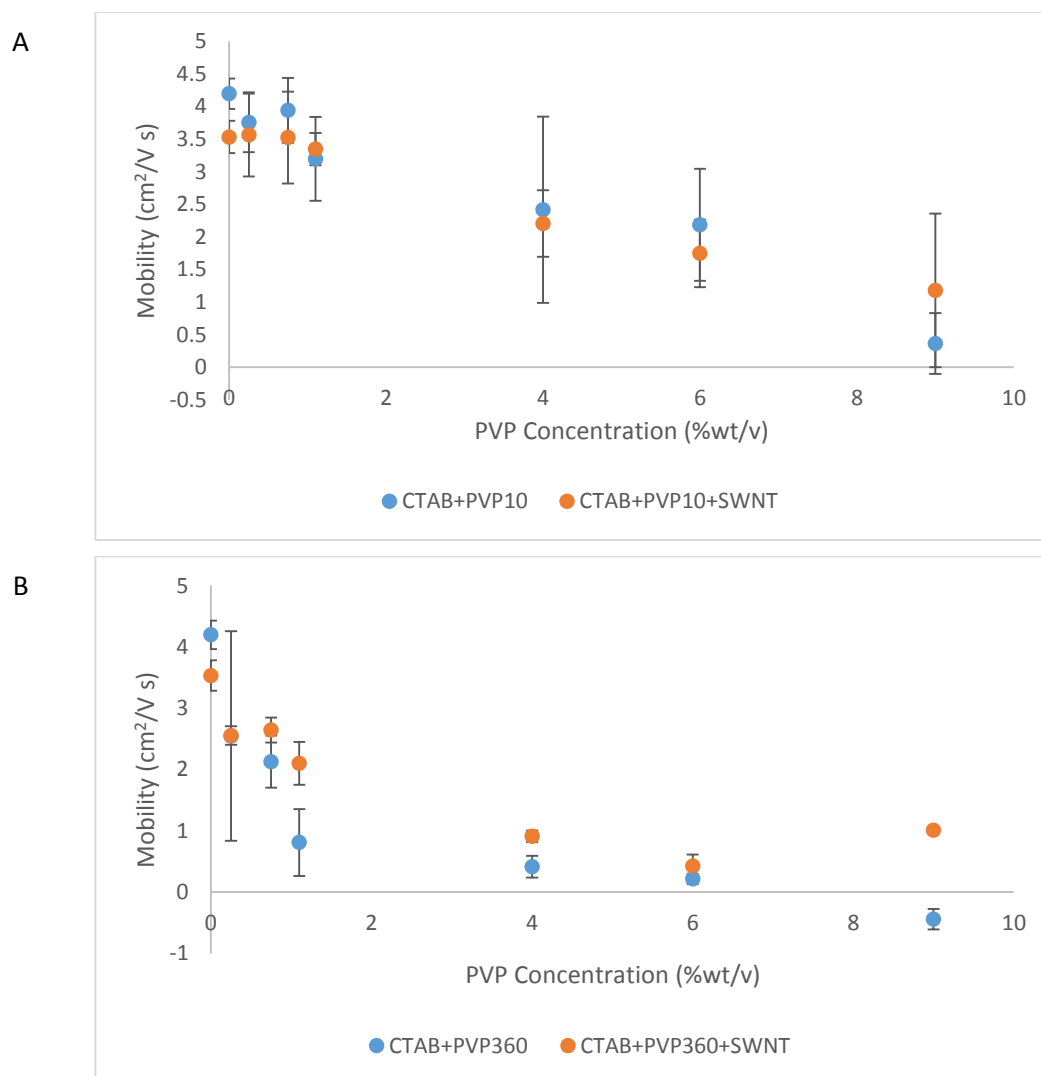 A
5
4.5
4
3.5
3
2.5
2
1.5
1
0.5
0
-0.5
Mobility (cm²/V s)
0 2 4 6 8 10
PVP Concentration (%wt/v)
CTAB+PVP10 CTAB+PVP10+SWNT
B
5
4
3
2
1
0
-1
Mobility (cm²/V s)
0 2 4 6 8 10
PVP Concentration (%wt/v)
CTAB+PVP360 CTAB+PVP360+SWNT